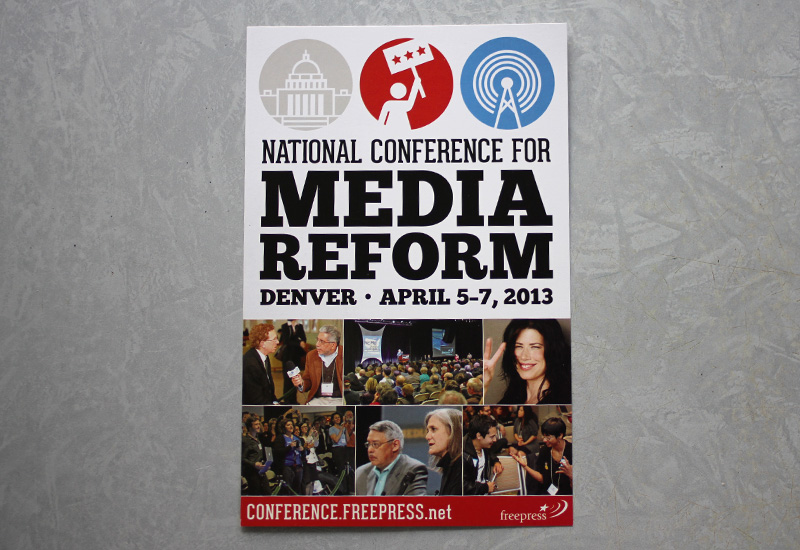 NATIONAL CONFERENCE FOR
MEDIA
REFORM
DENVER • APRIL 5-7, 2013
CONFERENCE.FREEPRESS.net
freepress